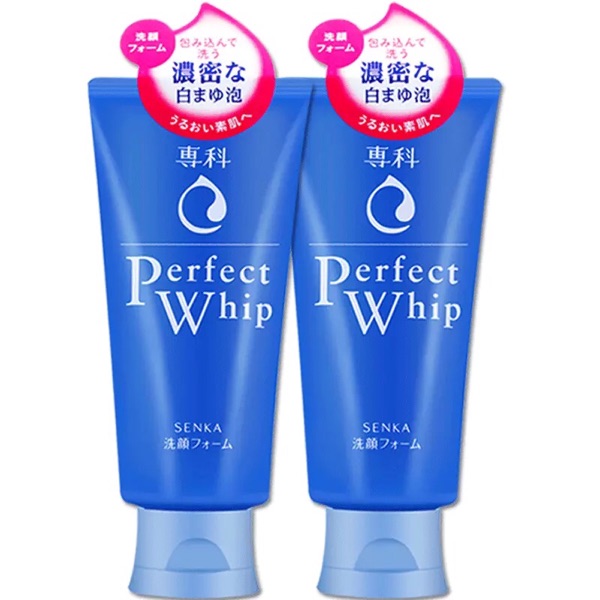 洗顔
フォーム
包み込んで
洗う
濃密な
白まゆ泡
うるおい素肌へ
専科
Perfect
Whip
SENKA
洗顔フォーム
洗顔
フォーム
包み込んで
洗う
濃密な
白まゆ泡
うるおい素肌へ
専科
Perfect
Whip
SENKA
洗顔フォーム